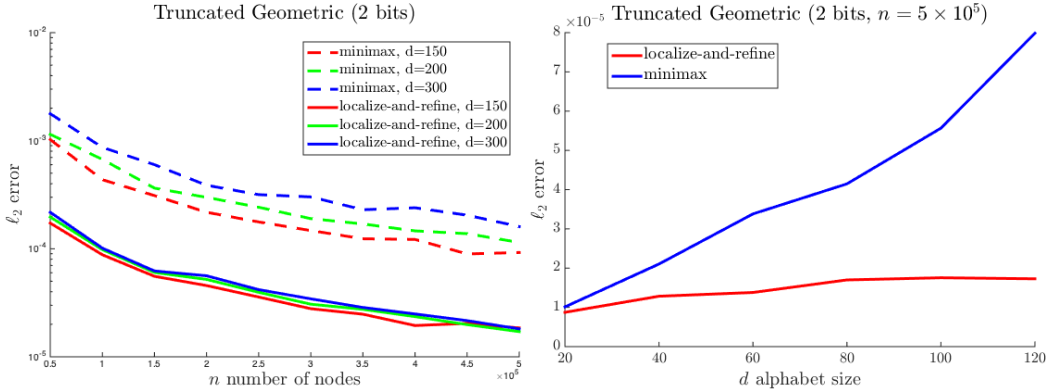 Truncated Geometric (2 bits)
10^-2
10^-3
10^-4
10^-5
ℓ2 error
minimax, d=150
minimax, d=200
minimax, d=300
localize-and-refine, d=150
localize-and-refine, d=200
localize-and-refine, d=300
0.5 1 1.5 2 2.5 3 3.5 4 4.5 5
×10^5
n number of nodes
Truncated Geometric (2 bits, n = 5 × 10^5)
×10^-5
8
7
6
5
4
3
2
1
0
ℓ2 error
localize-and-refine
minimax
20 40 60 80 100 120
d alphabet size